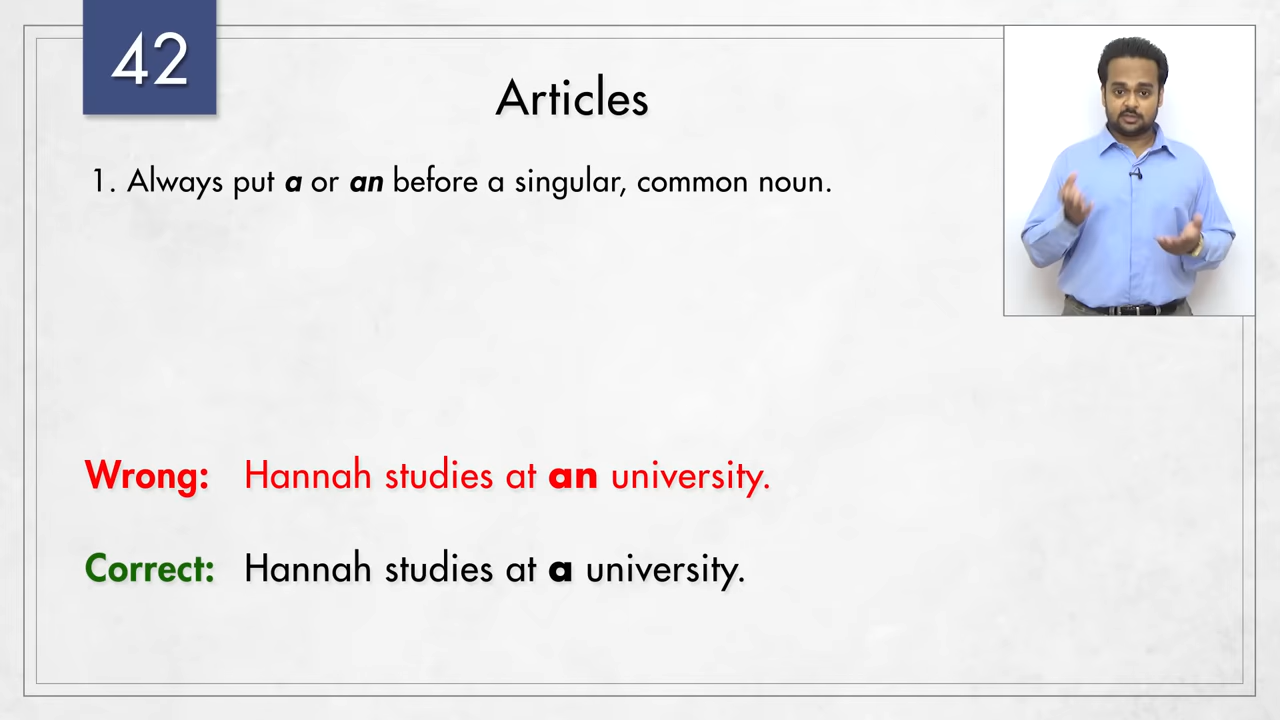 42
Articles
1. Always put a or an before a singular, common noun.
Wrong: Hannah studies at an university.
Correct: Hannah studies at a university.